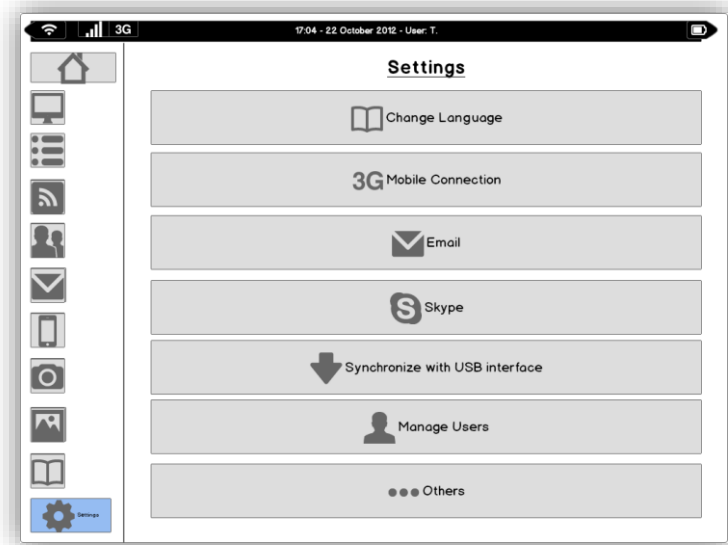 3G
17:04 - 22 October 2012 - User: T.
Settings
Change Language
3G Mobile Connection
Email
S Skype
Synchronize with USB interface
Manage Users
Others
Settings